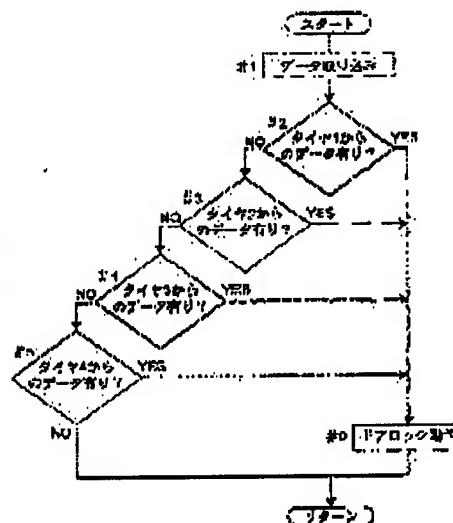 スタート
#1 データ取り込み
#2
タイヤ1から
のデータ有り?
NO
YES
#3
タイヤ2から
のデータ有り?
NO
YES
#4
タイヤ3から
のデータ有り?
NO
YES
#5
タイヤ4から
のデータ有り?
YES
NO
ドアロック
リターン